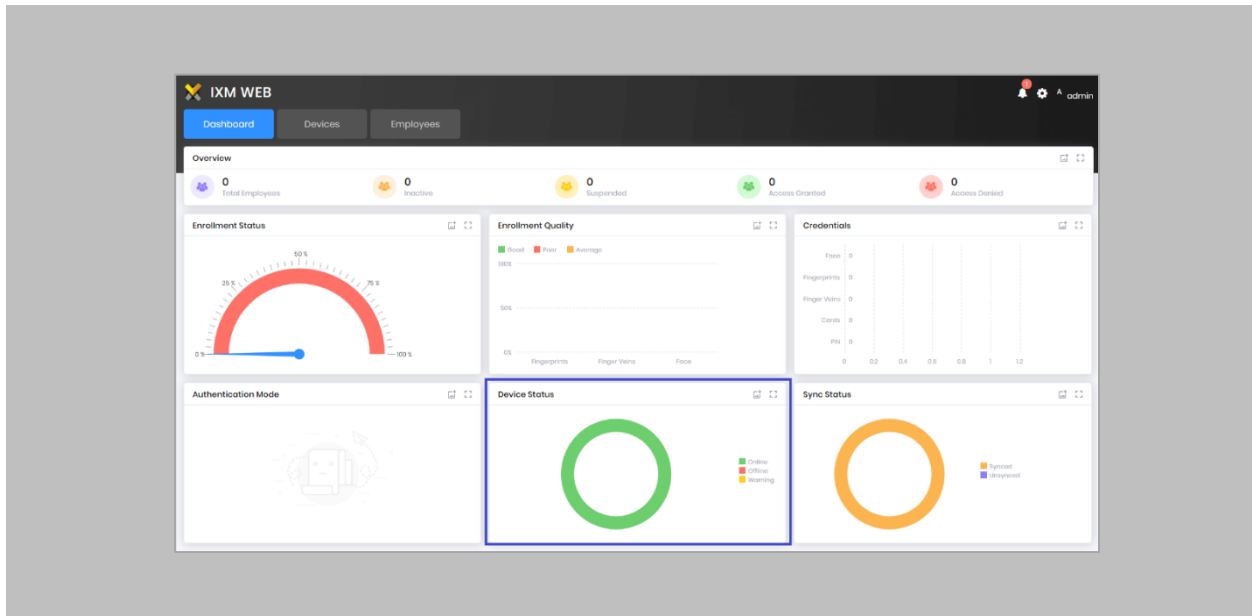 IXM WEB
1
A admin
Dashboard Devices Employees
Overview
0 0 0 0 0
Total Employees Inactive Suspended Access Granted Access Denied
Enrollment Status
50 %
25 % 75 %
0 % 100 %
Enrollment Quality
Good Poor Average
100%
50%
0%
Fingerprints Finger Veins Face
Credentials
Face 0
Fingerprints 0
Finger Veins 0
Cards 0
PIN 0
0 0.2 0.4 0.6 0.8 1 1.2
Authentication Mode
Device Status
Online
Offline
Warning
Sync Status
Synced
Unsynced